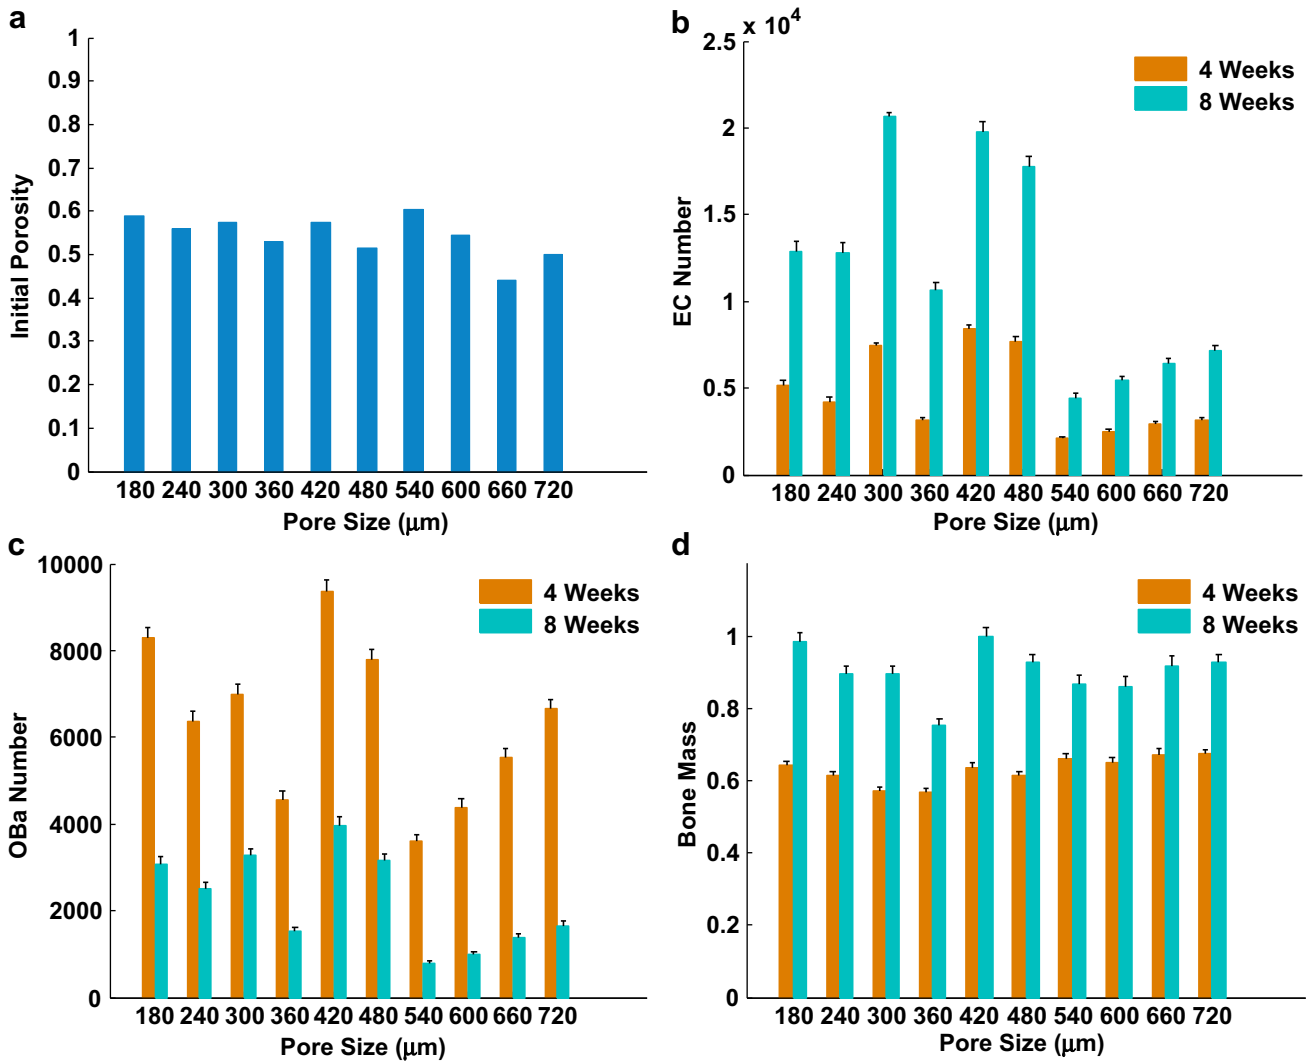 a
1
0.9
0.8
0.7
0.6
0.5
0.4
0.3
0.2
0.1
0
Initial Porosity
180 240 300 360 420 480 540 600 660 720
Pore Size (μm)
b
x 10^4
2.5
2
1.5
1
0.5
0
EC Number
4 Weeks
8 Weeks
180 240 300 360 420 480 540 600 660 720
Pore Size (μm)
c
10000
8000
6000
4000
2000
0
OBa Number
4 Weeks
8 Weeks
180 240 300 360 420 480 540 600 660 720
Pore Size (μm)
d
1
0.8
0.6
0.4
0.2
0
Bone Mass
4 Weeks
8 Weeks
180 240 300 360 420 480 540 600 660 720
Pore Size (μm)